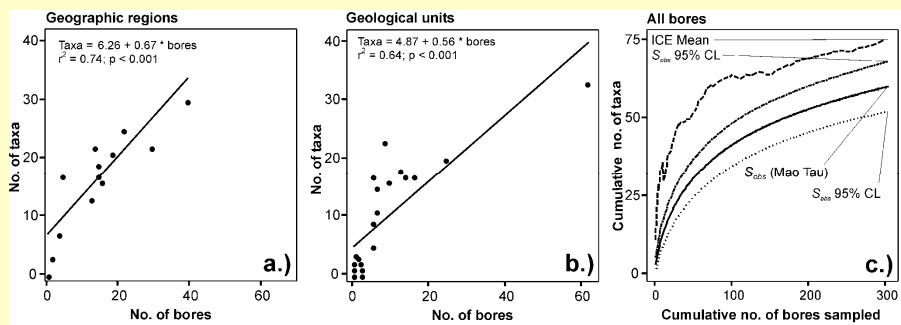 Geographic regions
Taxa = 6.26 + 0.67 * bores
r² = 0.74; p < 0.001
No. of taxa
30
20
10
0
0
20
40
60
No. of bores
a.)
Geological units
Taxa = 4.87 + 0.56 * bores
r² = 0.64; p < 0.001
No. of taxa
40
30
20
10
0
0
20
40
60
No. of bores
b.)
All bores
ICE Mean
Sobs 95% CL
Sobs (Mao Tau)
Sobs 95% CL
Cumulative no. of taxa
75
50
25
0
0
100
200
300
Cumulative no. of bores sampled
c.)